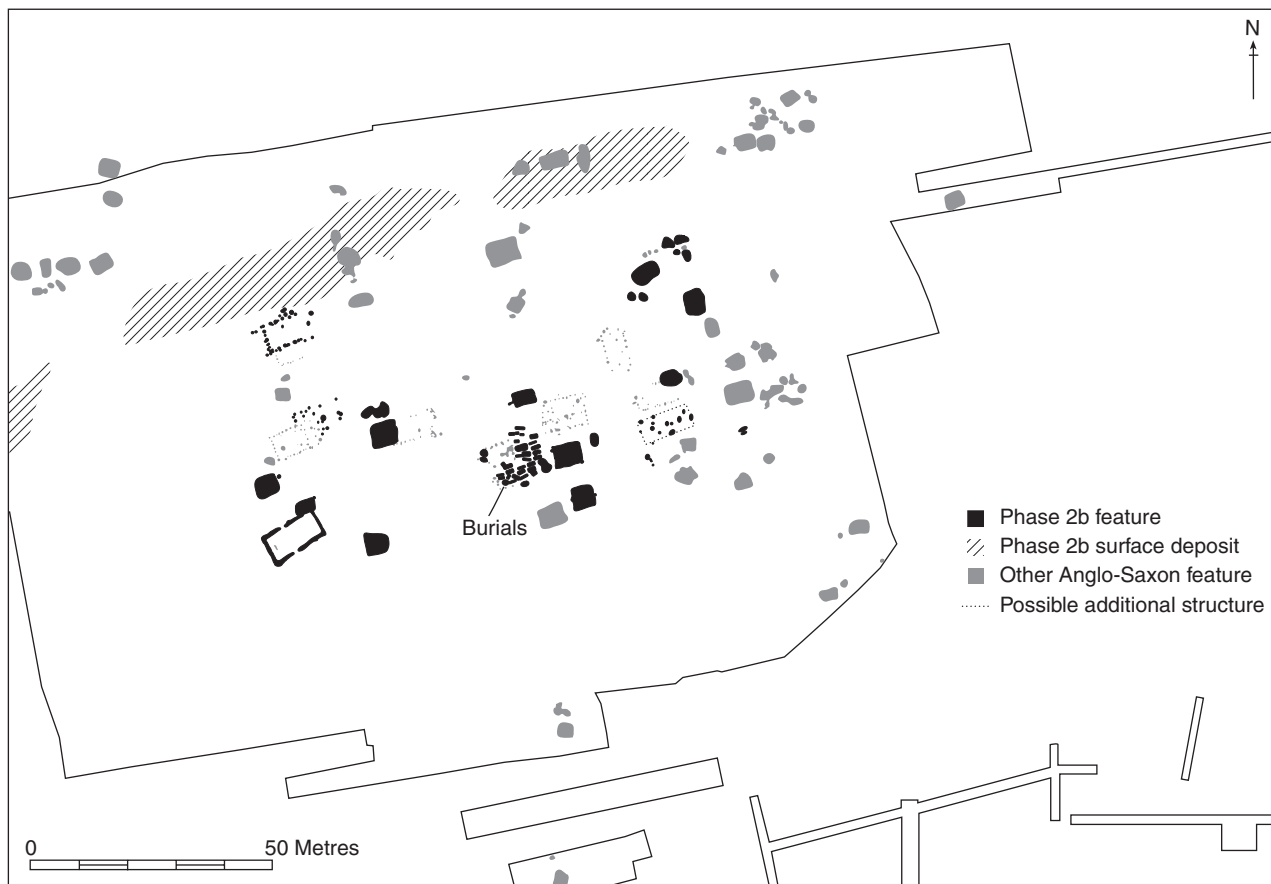 N
Burials
Phase 2b feature
Phase 2b surface deposit
Other Anglo-Saxon feature
Possible additional structure
0 50 Metres